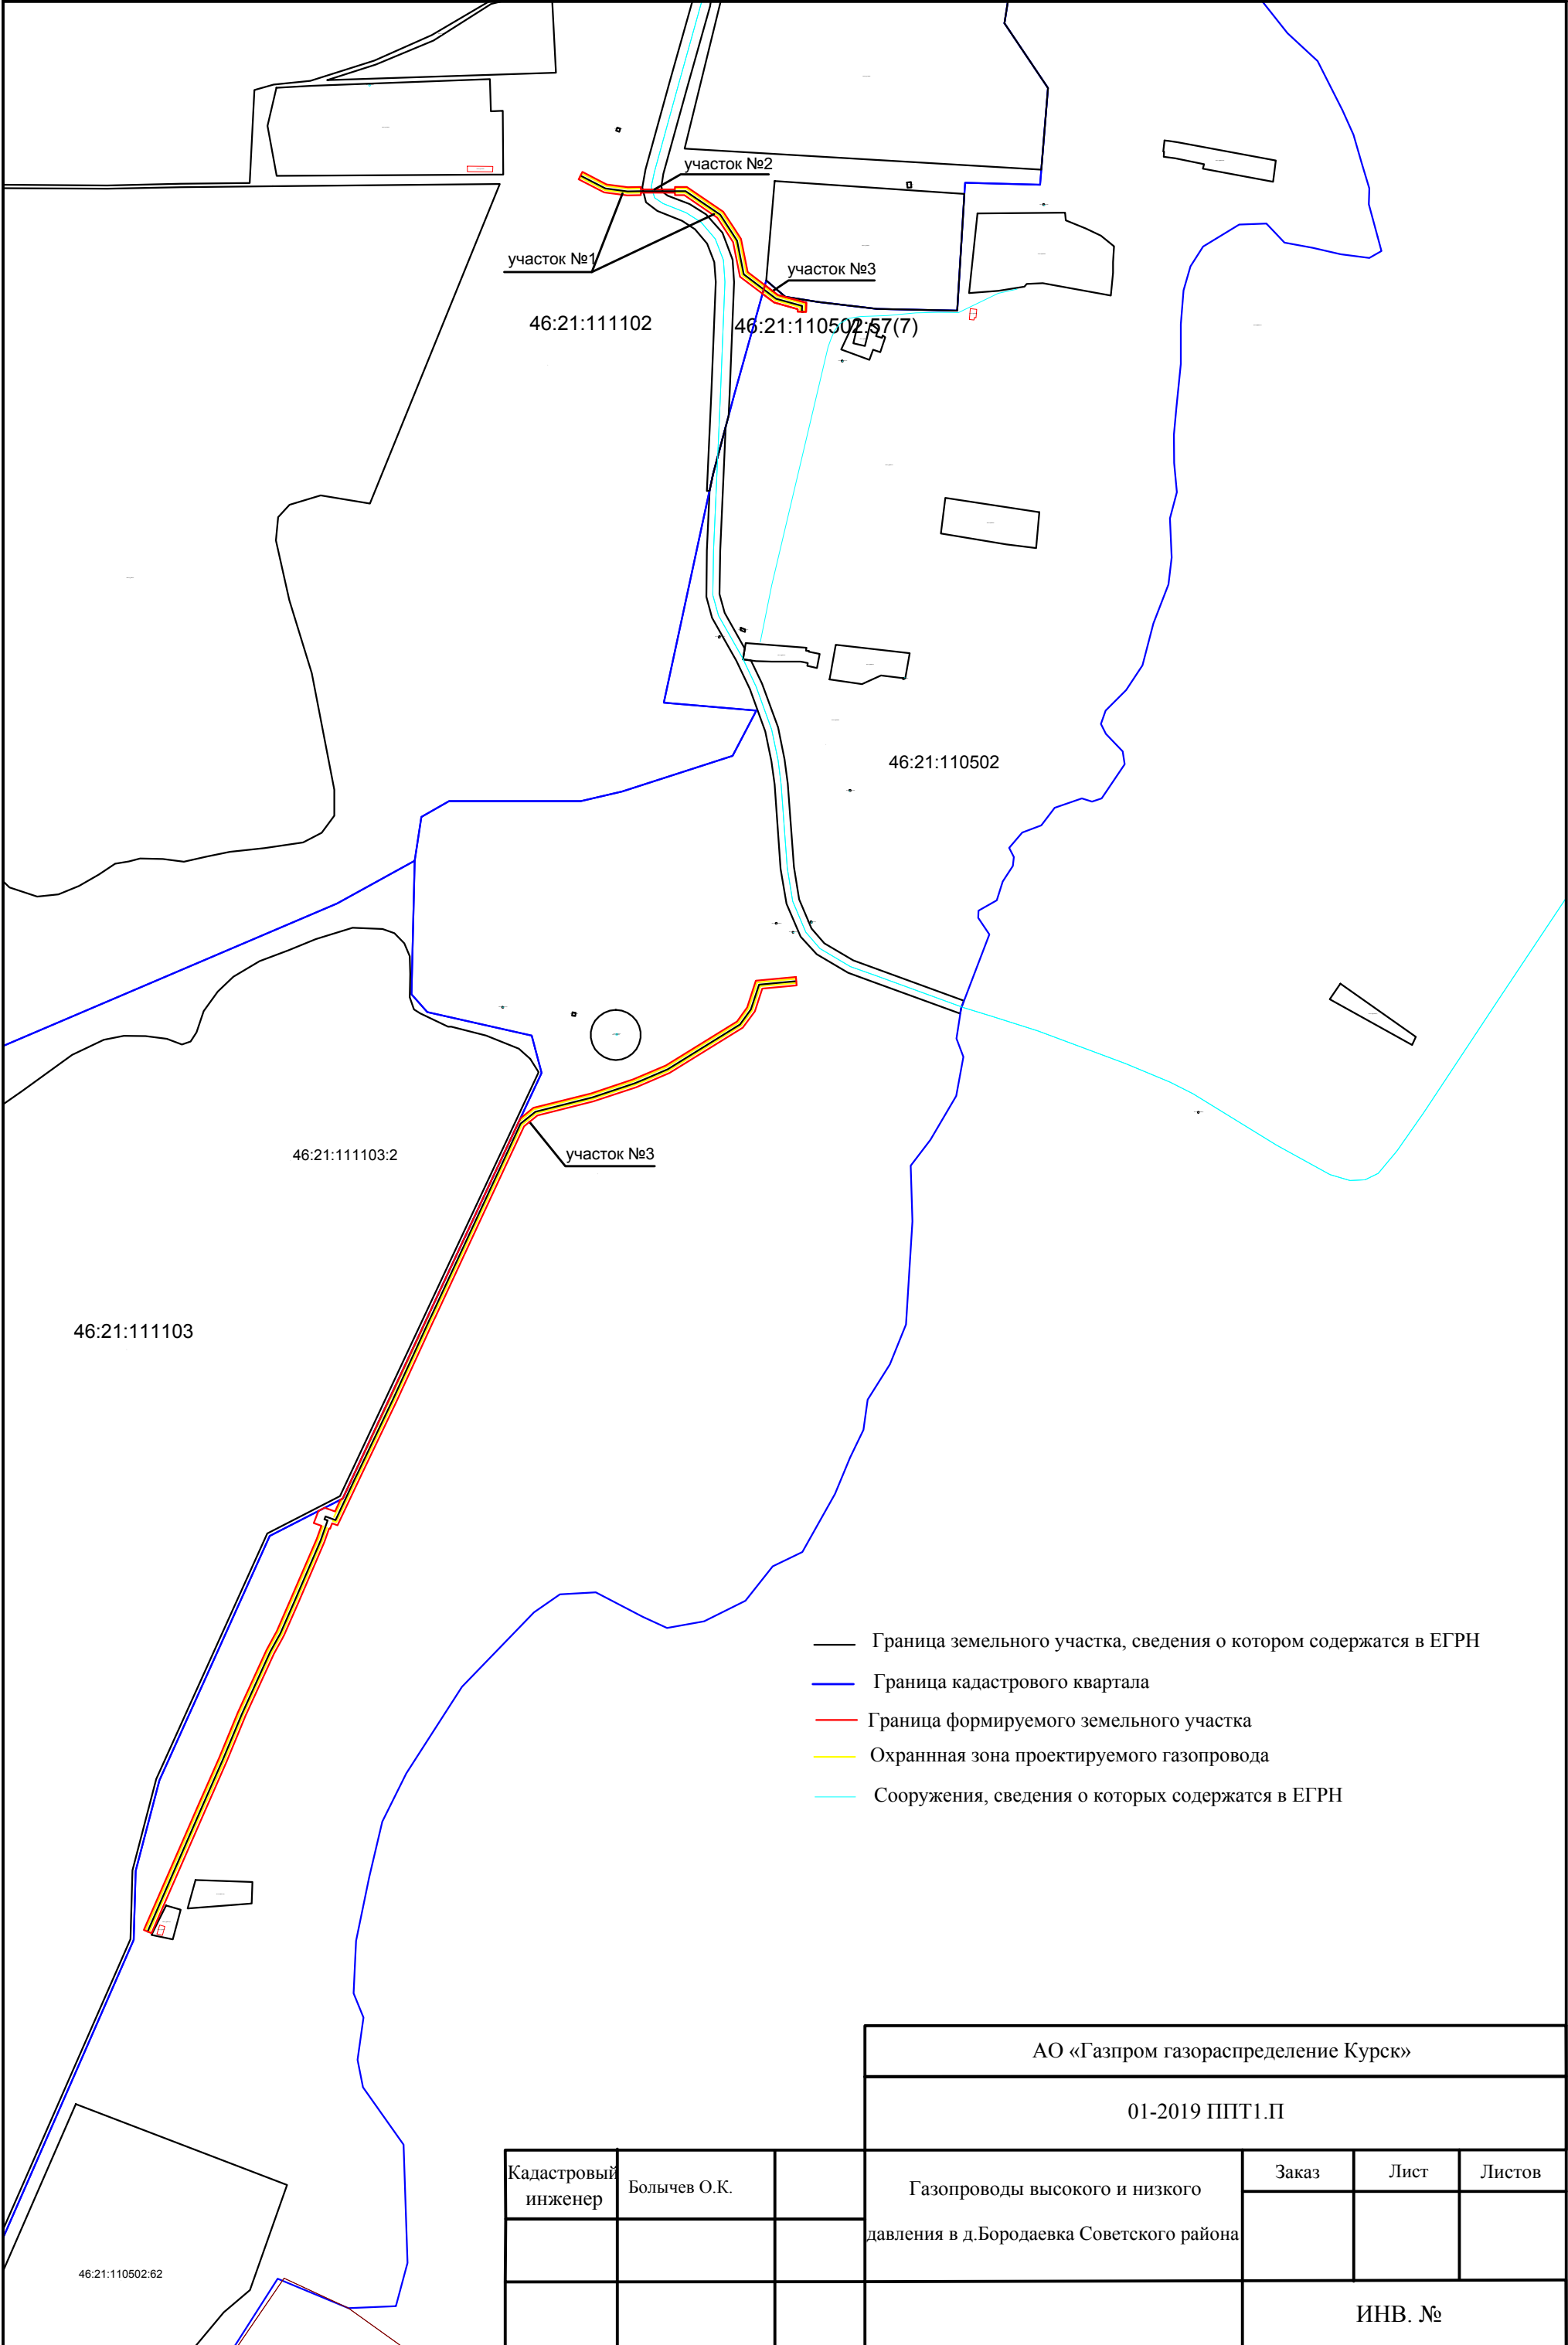 участок №2
участок №1
участок №3
46:21:111102
46:21:110502:57(7)
46:21:110502
46:21:111103:2
участок №3
46:21:111103
Граница земельного участка, сведения о котором содержатся в ЕГРН
Граница кадастрового квартала
Граница формируемого земельного участка
Охраннная зона проектируемого газопровода
Сооружения, сведения о которых содержатся в ЕГРН
АО «Газпром газораспределение Курск»
01-2019 ППТ1.П
Кадастровый
инженер
Болычев О.К.
Газопроводы высокого и низкого
давления в д.Бородаевка Советского района
Заказ
Лист
Листов
ИНВ. №
46:21:110502:62